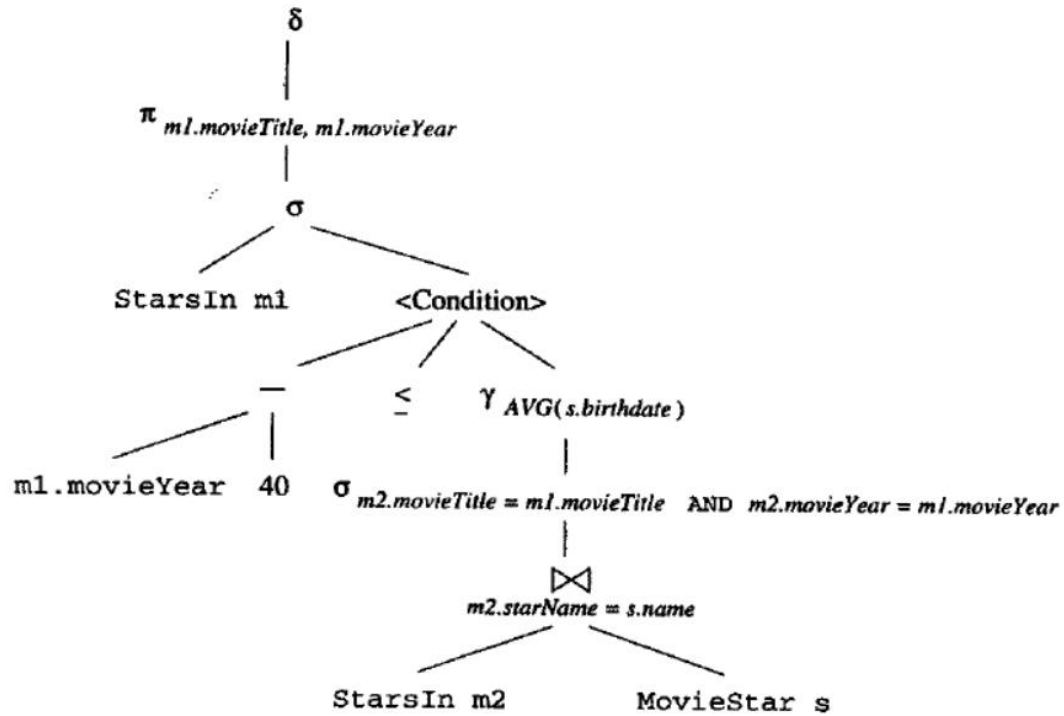 δ
π m1.movieTitle, m1.movieYear
σ
StarsIn m1 <Condition>
— ≤ γ AVG(s.birthdate)
m1.movieYear 40 σ m2.movieTitle = m1.movieTitle AND m2.movieYear = m1.movieYear
⋈
m2.starName = s.name
StarsIn m2 MovieStar s